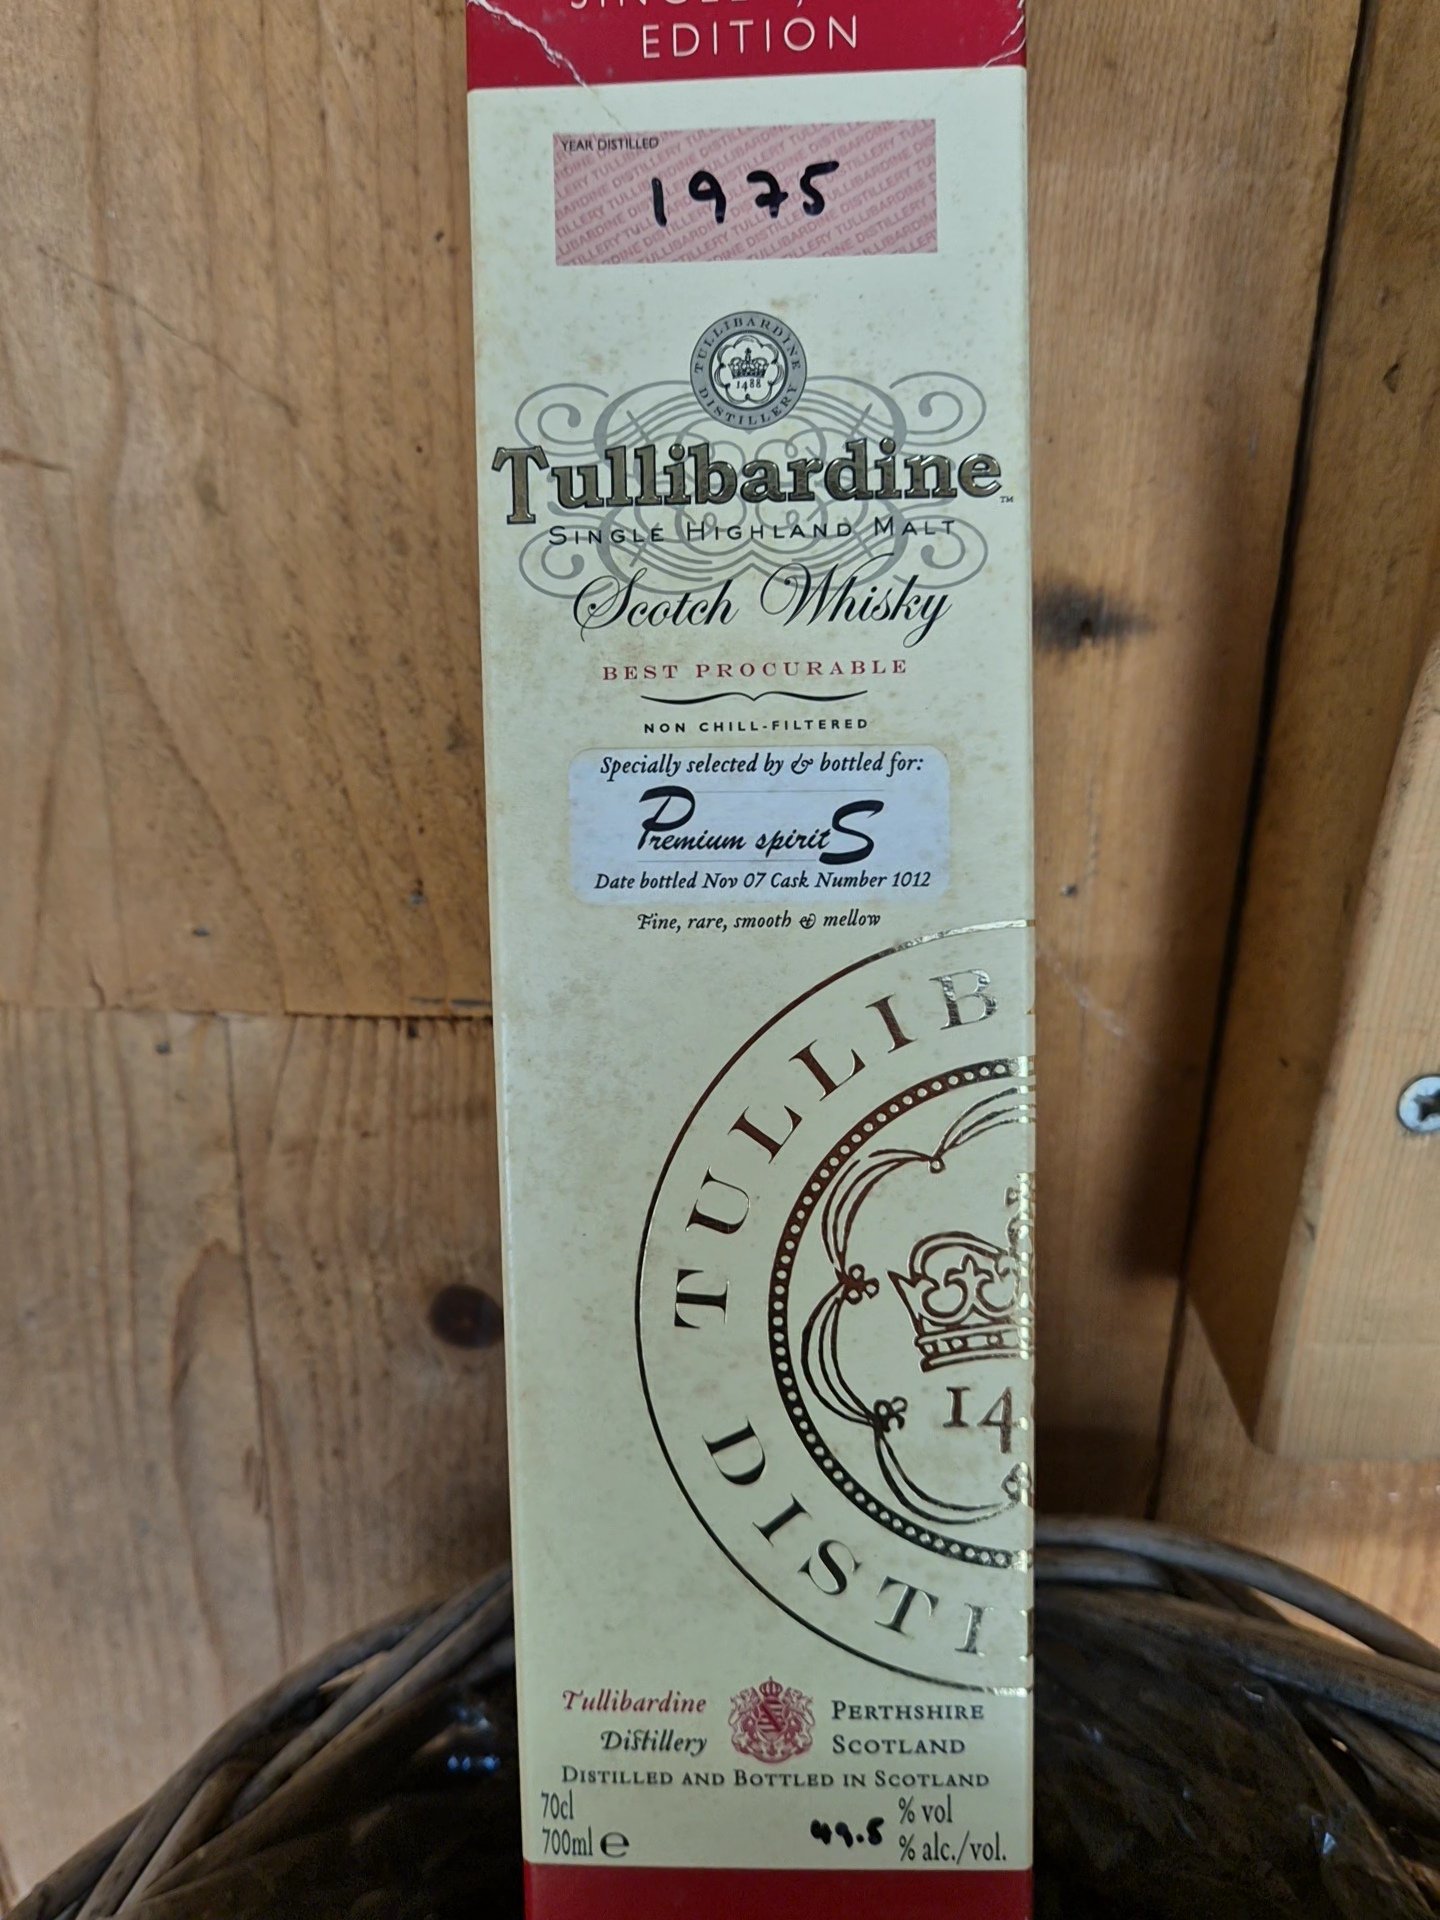 EDITION
YEAR DISTILLED
1975
TULLIBARDINE
1488
DISTILLERY
Tullibardine™
SINGLE HIGHLAND MALT
Scotch Whisky
BEST PROCURABLE
NON CHILL-FILTERED
Specially selected by & bottled for:
Premium spiritS
Date bottled Nov 07 Cask Number 1012
Fine, rare, smooth & mellow
TULLIB
14
DISTI
Tullibardine PERTHSHIRE
Distillery SCOTLAND
DISTILLED AND BOTTLED IN SCOTLAND
70cl 49.5 % vol
700ml e % alc./vol.